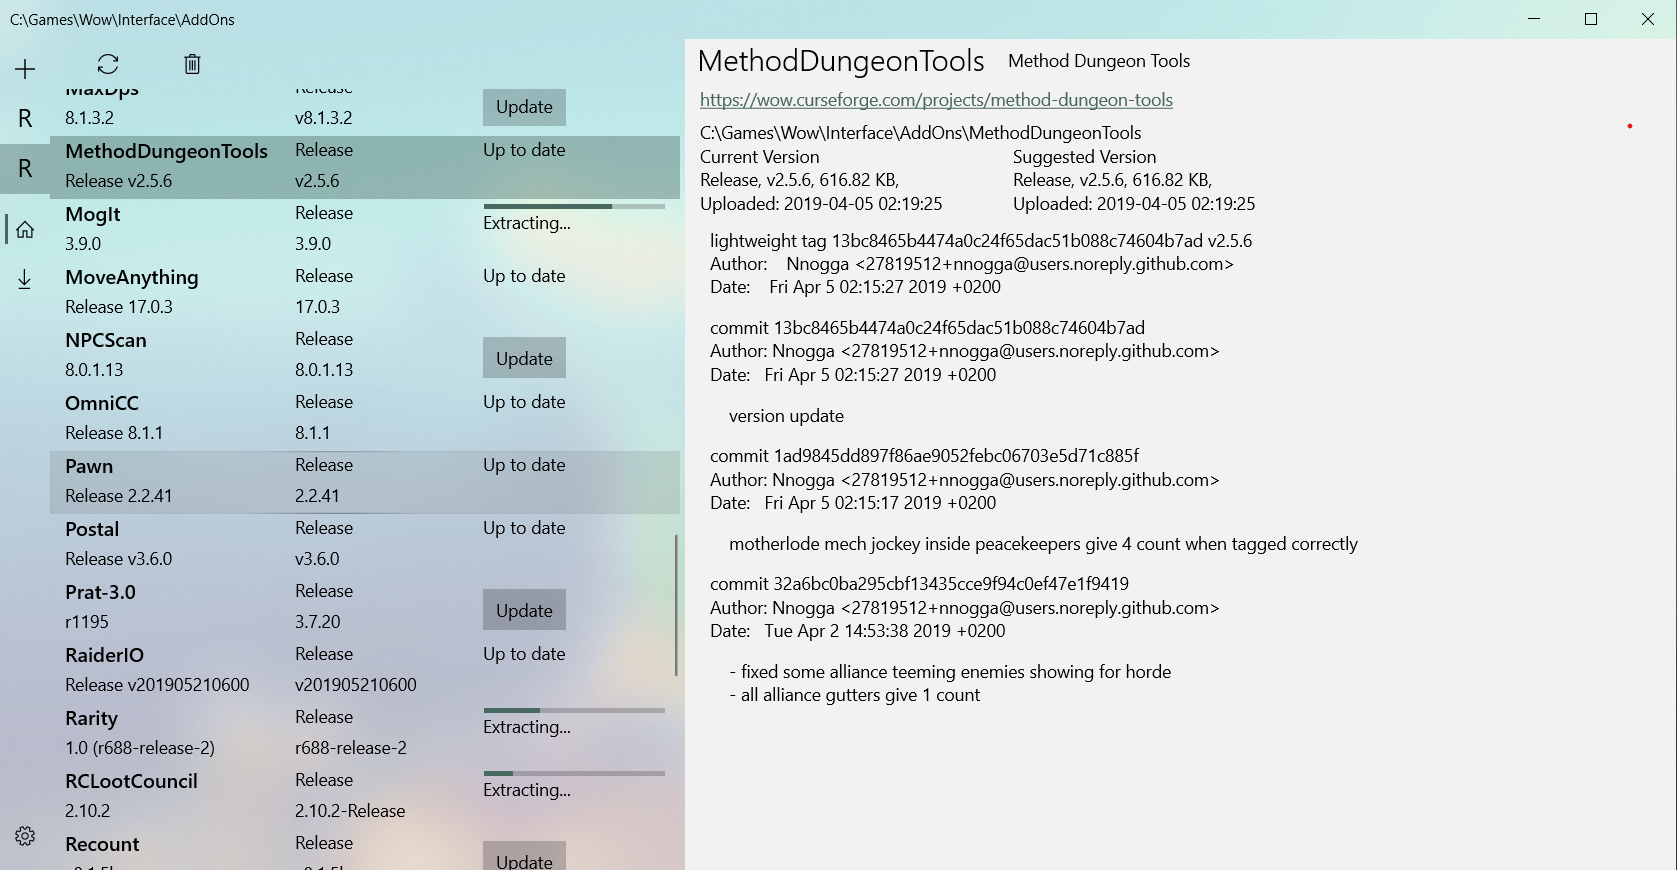 C:\Games\Wow\Interface\AddOns
R
R
MaxDps Release
8.1.3.2 v8.1.3.2 Update
MethodDungeonTools Release Up to date
Release v2.5.6 v2.5.6
MogIt Release
Extracting...
3.9.0 3.9.0
MoveAnything Release Up to date
Release 17.0.3 17.0.3
NPCScan Release
Update
8.0.1.13 8.0.1.13
OmniCC Release Up to date
Release 8.1.1 8.1.1
Pawn Release Up to date
Release 2.2.41 2.2.41
Postal Release Up to date
Release v3.6.0 v3.6.0
Prat-3.0 Release
Update
r1195 3.7.20
RaiderIO Release Up to date
Release v201905210600 v201905210600
Rarity Release
Extracting...
1.0 (r688-release-2) r688-release-2
RCLootCouncil Release
Extracting...
2.10.2 2.10.2-Release
Recount Release
Update
MethodDungeonTools Method Dungeon Tools
https://wow.curseforge.com/projects/method-dungeon-tools
C:\Games\Wow\Interface\AddOns\MethodDungeonTools
Current Version Suggested Version
Release, v2.5.6, 616.82 KB, Release, v2.5.6, 616.82 KB,
Uploaded: 2019-04-05 02:19:25 Uploaded: 2019-04-05 02:19:25
lightweight tag 13bc8465b4474a0c24f65dac51b088c74604b7ad v2.5.6
Author: Nnogga <27819512+nnogga@users.noreply.github.com>
Date: Fri Apr 5 02:15:27 2019 +0200
commit 13bc8465b4474a0c24f65dac51b088c74604b7ad
Author: Nnogga <27819512+nnogga@users.noreply.github.com>
Date: Fri Apr 5 02:15:27 2019 +0200
version update
commit 1ad9845dd897f86ae9052febc06703e5d71c885f
Author: Nnogga <27819512+nnogga@users.noreply.github.com>
Date: Fri Apr 5 02:15:17 2019 +0200
motherlode mech jockey inside peacekeepers give 4 count when tagged correctly
commit 32a6bc0ba295cbf13435cce9f94c0ef47e1f9419
Author: Nnogga <27819512+nnogga@users.noreply.github.com>
Date: Tue Apr 2 14:53:38 2019 +0200
- fixed some alliance teeming enemies showing for horde
- all alliance gutters give 1 count